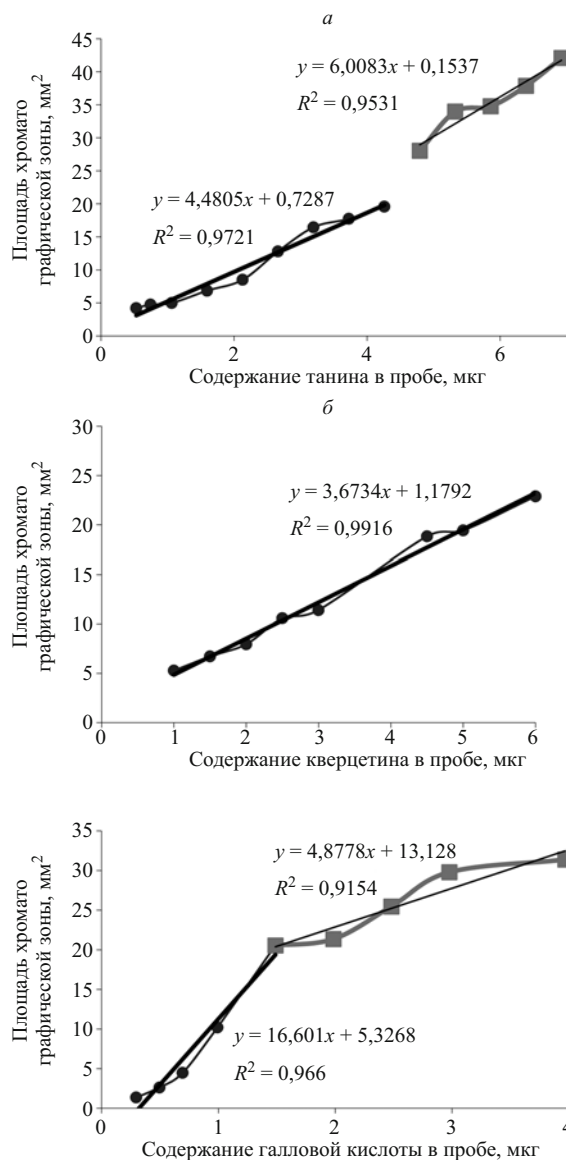 а
Площадь хромато
графической зоны, мм²
45
40
35
30
25
20
15
10
5
0
y = 6,0083x + 0,1537
R² = 0,9531
y = 4,4805x + 0,7287
R² = 0,9721
0 2 4 6
Содержание танина в пробе, мкг
б
Площадь хромато
графической зоны, мм²
30
25
20
15
10
5
0
y = 3,6734x + 1,1792
R² = 0,9916
0 1 2 3 4 5 6
Содержание кверцетина в пробе, мкг
Площадь хромато
графической зоны, мм²
35
30
25
20
15
10
5
0
y = 4,8778x + 13,128
R² = 0,9154
y = 16,601x + 5,3268
R² = 0,966
0 1 2 3 4
Содержание галловой кислоты в пробе, мкг